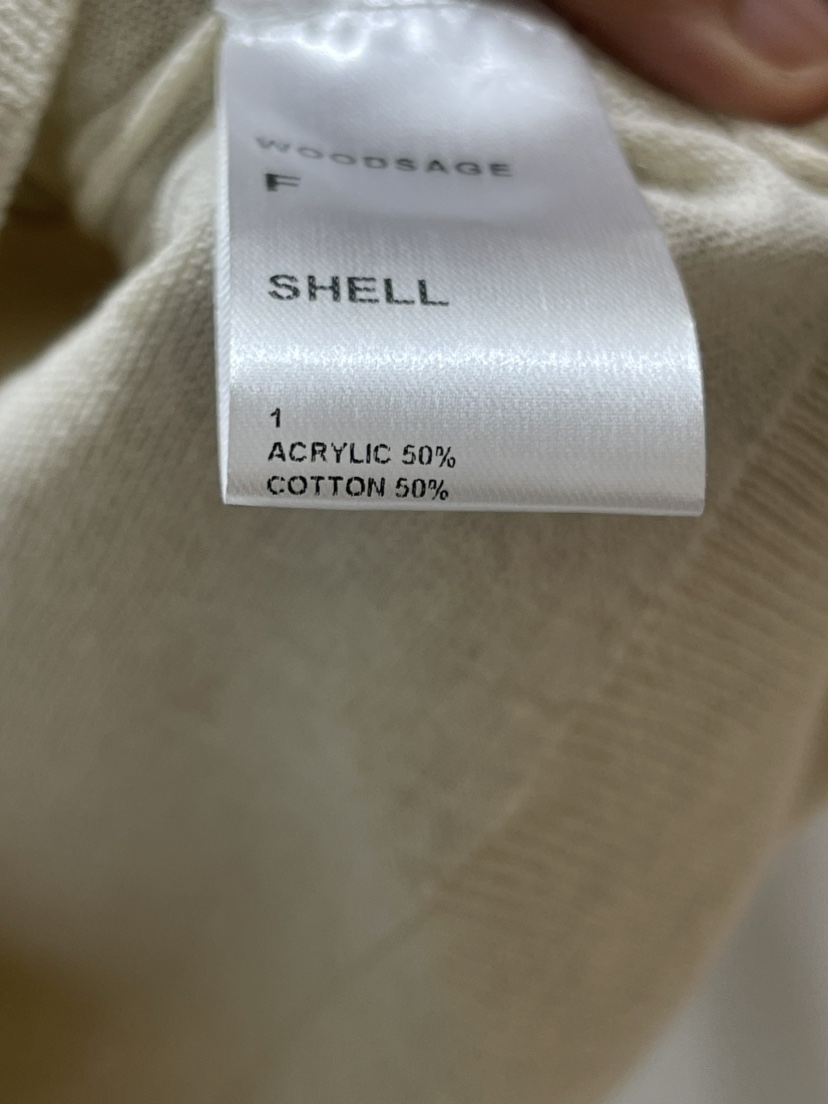 WOODSAGE
F
SHELL
1
ACRYLIC 50%
COTTON 50%